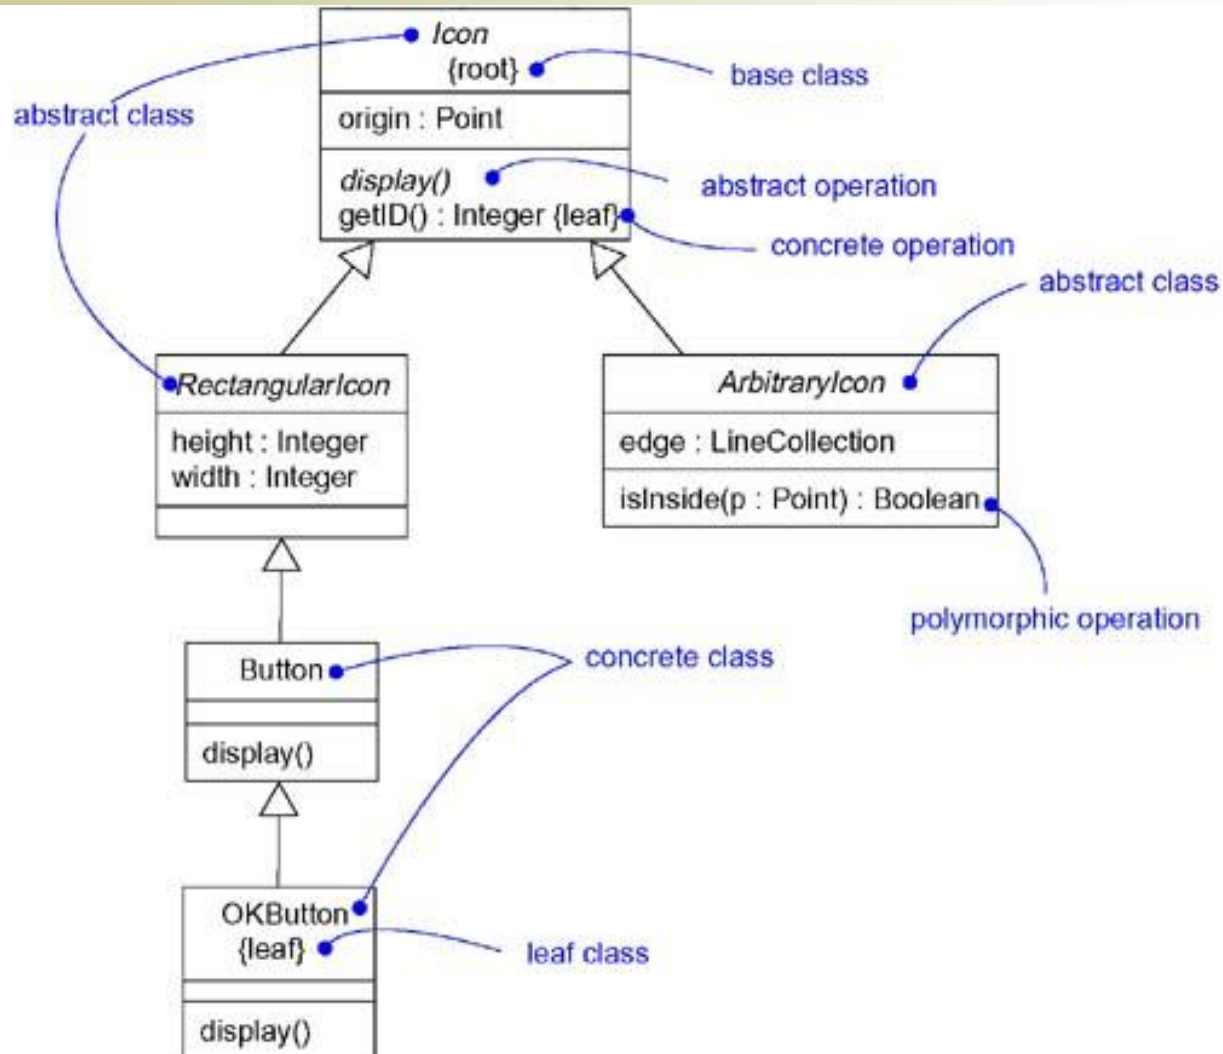 Icon
{root}
base class
abstract class
origin : Point
display()
abstract operation
getID() : Integer {leaf}
concrete operation
abstract class
RectangularIcon
height : Integer
width : Integer
ArbitraryIcon
edge : LineCollection
isInside(p : Point) : Boolean
polymorphic operation
Button
concrete class
display()
OKButton
{leaf}
leaf class
display()